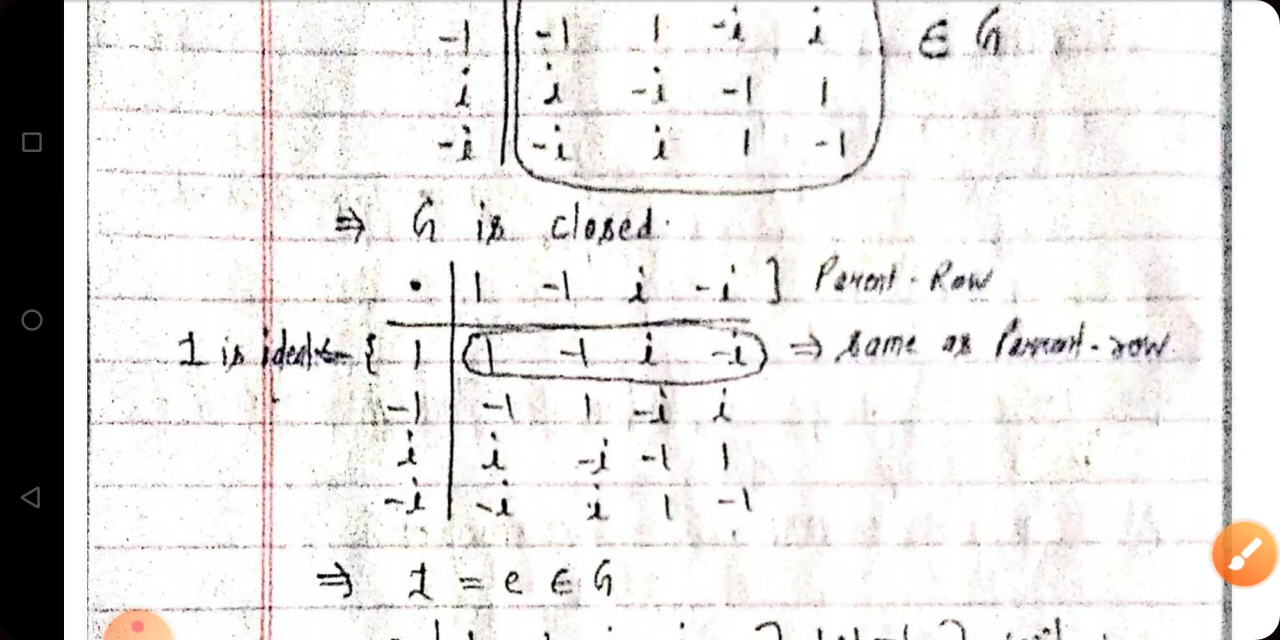 -1 | -1 1 -i i ∈ G
i | i -i -1 1
-i | -i i 1 -1
⇒ G is closed.
• | 1 -1 i -i ] Parent-Row
1 is { 1 | (1 -1 i -i) ⇒ same as Parent-row
-1 | -1 1 -i i
i | i -i -1 1
-i | -i i 1 -1
⇒ 1 = e ∈ G